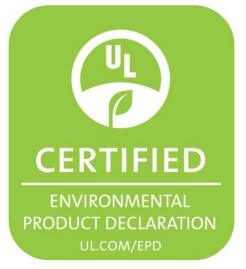 UL
CERTIFIED
ENVIRONMENTAL
PRODUCT DECLARATION
UL.COM/EPD